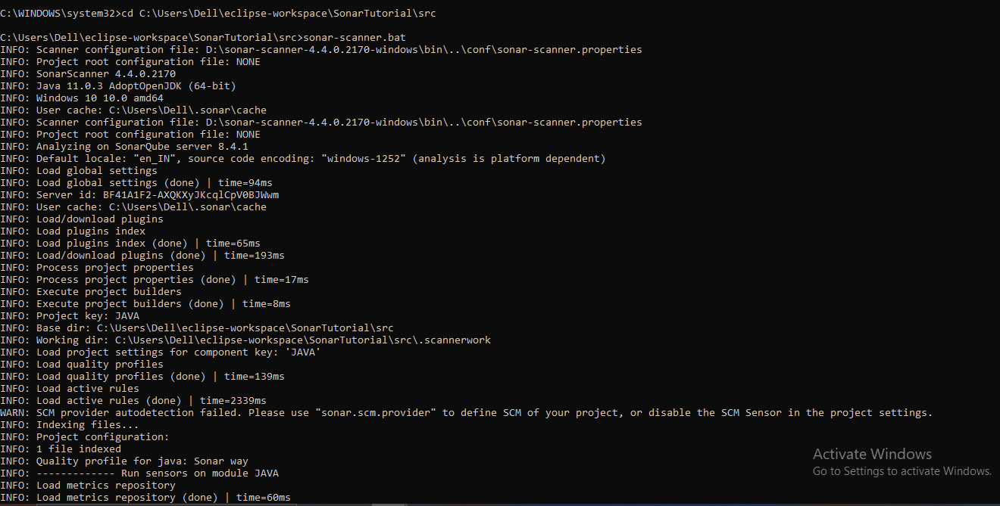 C:\WINDOWS\system32>cd C:\Users\Dell\eclipse-workspace\SonarTutorial\src
C:\Users\Dell\eclipse-workspace\SonarTutorial\src>sonar-scanner.bat
INFO: Scanner configuration file: D:\sonar-scanner-4.4.0.2170-windows\bin\..\conf\sonar-scanner.properties
INFO: Project root configuration file: NONE
INFO: SonarScanner 4.4.0.2170
INFO: Java 11.0.3 AdoptOpenJDK (64-bit)
INFO: Windows 10 10.0 amd64
INFO: User cache: C:\Users\Dell\.sonar\cache
INFO: Scanner configuration file: D:\sonar-scanner-4.4.0.2170-windows\bin\..\conf\sonar-scanner.properties
INFO: Project root configuration file: NONE
INFO: Analyzing on SonarQube server 8.4.1
INFO: Default locale: "en_IN", source code encoding: "windows-1252" (analysis is platform dependent)
INFO: Load global settings
INFO: Load global settings (done) | time=94ms
INFO: Server id: BF41A1F2-AXQKXyJKcqlCpV0BJWwm
INFO: User cache: C:\Users\Dell\.sonar\cache
INFO: Load/download plugins
INFO: Load plugins index
INFO: Load plugins index (done) | time=65ms
INFO: Load/download plugins (done) | time=193ms
INFO: Process project properties
INFO: Process project properties (done) | time=17ms
INFO: Execute project builders
INFO: Execute project builders (done) | time=8ms
INFO: Project key: JAVA
INFO: Base dir: C:\Users\Dell\eclipse-workspace\SonarTutorial\src
INFO: Working dir: C:\Users\Dell\eclipse-workspace\SonarTutorial\src\.scannerwork
INFO: Load project settings for component key: 'JAVA'
INFO: Load quality profiles
INFO: Load quality profiles (done) | time=139ms
INFO: Load active rules
INFO: Load active rules (done) | time=2339ms
WARN: SCM provider autodetection failed. Please use "sonar.scm.provider" to define SCM of your project, or disable the SCM Sensor in the project settings.
INFO: Indexing files...
INFO: Project configuration:
INFO: 1 file indexed
INFO: Quality profile for java: Sonar way
INFO: ------------- Run sensors on module JAVA
INFO: Load metrics repository
INFO: Load metrics repository (done) | time=60ms
Activate Windows
Go to Settings to activate Windows.